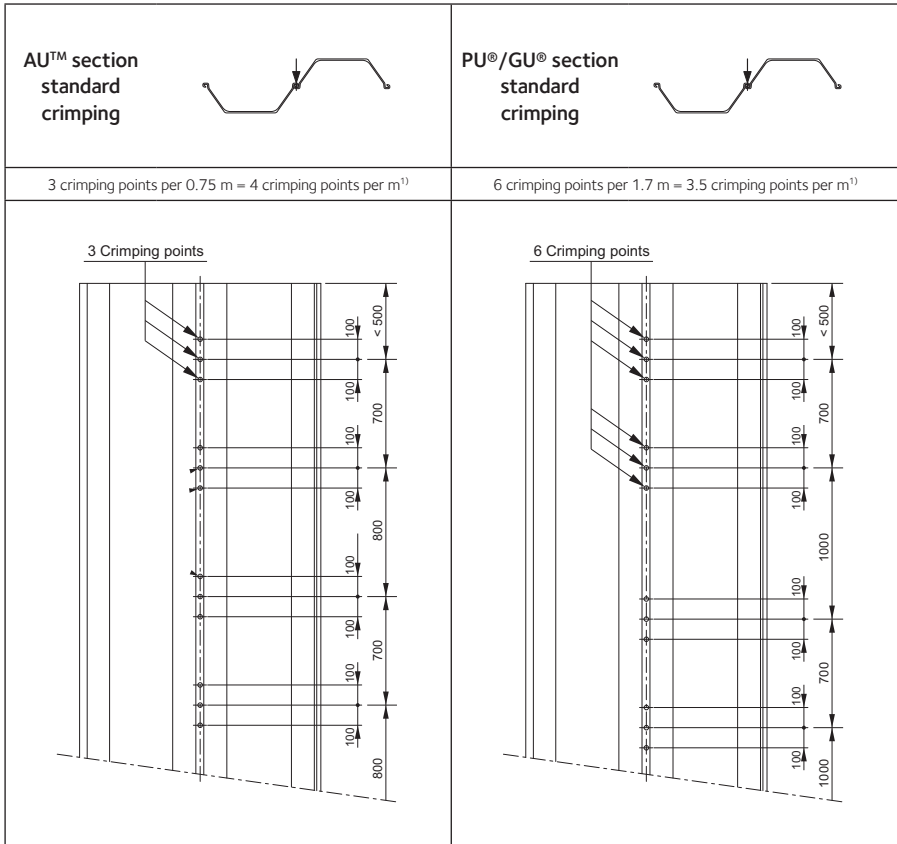 AU™ section
standard
crimping
PU®/GU® section
standard
crimping
3 crimping points per 0.75 m = 4 crimping points per m¹⁾
6 crimping points per 1.7 m = 3.5 crimping points per m¹⁾
3 Crimping points
100
< 500
100
700
100
100
800
100
100
700
100
100
800
6 Crimping points
100
< 500
100
700
100
100
1000
100
100
700
100
100
1000